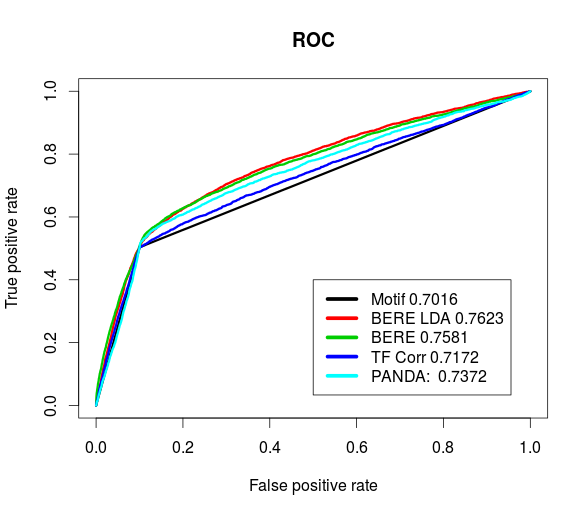 ROC
True positive rate
1.0
0.8
0.6
0.4
0.2
0.0
Motif 0.7016
BERE LDA 0.7623
BERE 0.7581
TF Corr 0.7172
PANDA:  0.7372
0.0 0.2 0.4 0.6 0.8 1.0
False positive rate